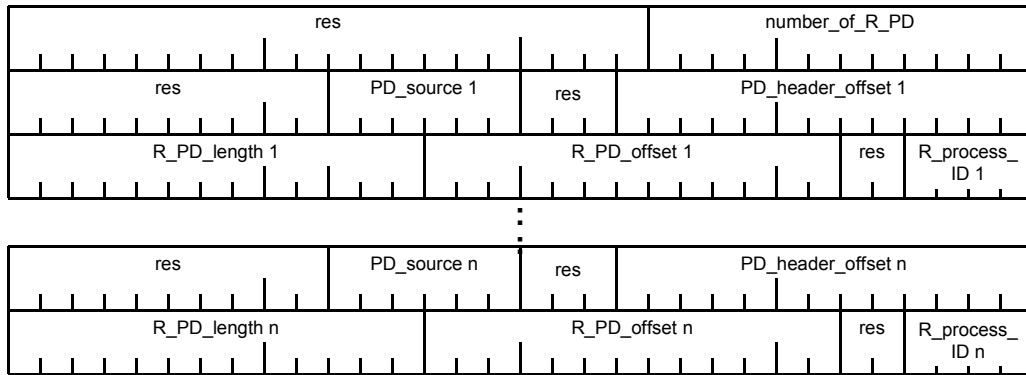 res number_of_R_PD
res PD_source 1 res PD_header_offset 1
R_PD_length 1 R_PD_offset 1 res R_process_
ID 1
res PD_source n res PD_header_offset n
R_PD_length n R_PD_offset n res R_process_
ID n